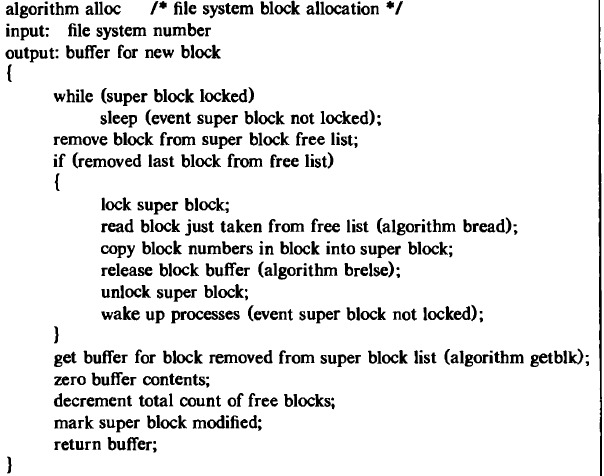 algorithm alloc /* file system block allocation */
input: file system number
output: buffer for new block
{
while (super block locked)
sleep (event super block not locked);
remove block from super block free list;
if (removed last block from free list)
{
lock super block;
read block just taken from free list (algorithm bread);
copy block numbers in block into super block;
release block buffer (algorithm brelse);
unlock super block;
wake up processes (event super block not locked);
}
get buffer for block removed from super block list (algorithm getblk);
zero buffer contents;
decrement total count of free blocks;
mark super block modified;
return buffer;
}